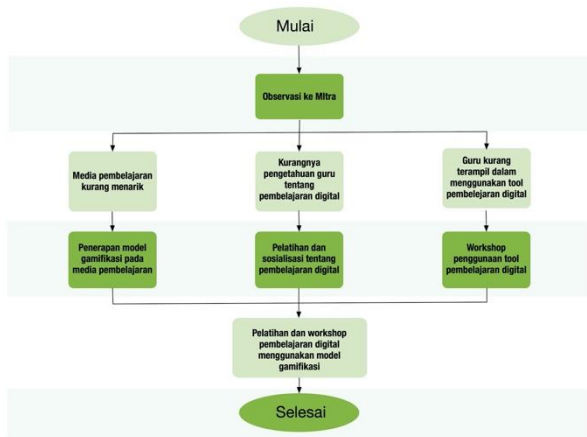 Mulai
Observasi ke MItra
Media pembelajaran
kurang menarik
Kurangnya
pengetahuan guru
tentang
pembelajaran digital
Guru kurang
terampil dalam
menggunakan tool
pembelejaran digital
Penerapan model
gamifikasi pada
media pembelajaran
Pelatihan dan
sosialisasi tentang
pembelajaran digital
Workshop
penggunaan tool
pembelajaran digital
Pelatihan dan workshop
pembelajaran digital
menggunakan model
gamifikasi
Selesai